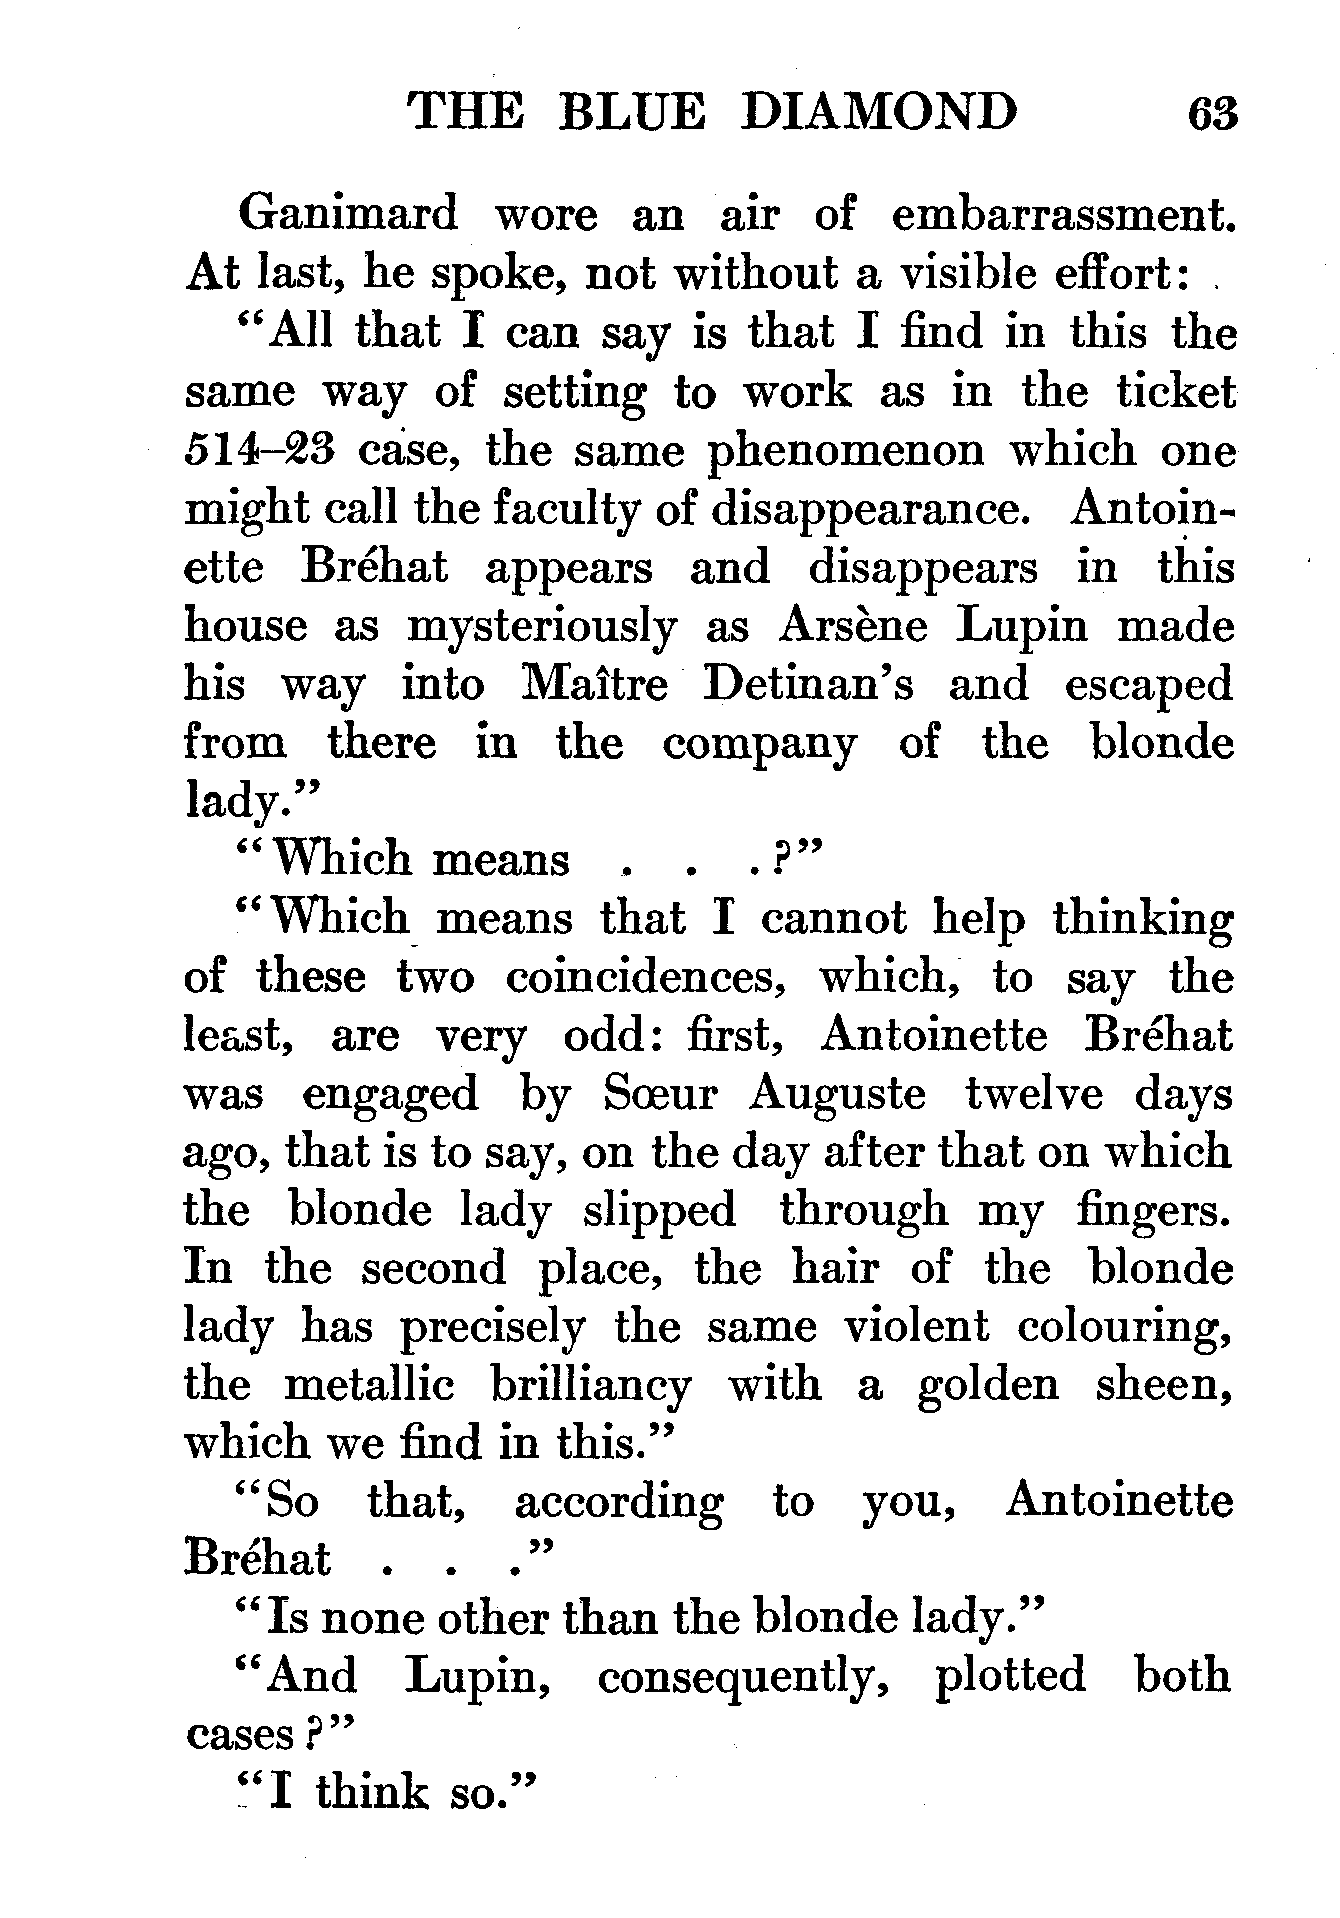 THE BLUE DIAMOND 63
Ganimard wore an air of embarrassment.
At last, he spoke, not without a visible effort:
“All that I can say is that I find in this the
same way of setting to work as in the ticket
514–23 case, the same phenomenon which one
might call the faculty of disappearance. Antoin-
ette Bréhat appears and disappears in this
house as mysteriously as Arsène Lupin made
his way into Maître Detinan’s and escaped
from there in the company of the blonde
lady.”
“Which means . . . ?”
“Which means that I cannot help thinking
of these two coincidences, which, to say the
least, are very odd: first, Antoinette Bréhat
was engaged by Sœur Auguste twelve days
ago, that is to say, on the day after that on which
the blonde lady slipped through my fingers.
In the second place, the hair of the blonde
lady has precisely the same violent colouring,
the metallic brilliancy with a golden sheen,
which we find in this.”
“So that, according to you, Antoinette
Bréhat . . .”
“Is none other than the blonde lady.”
“And Lupin, consequently, plotted both
cases?”
“I think so.”